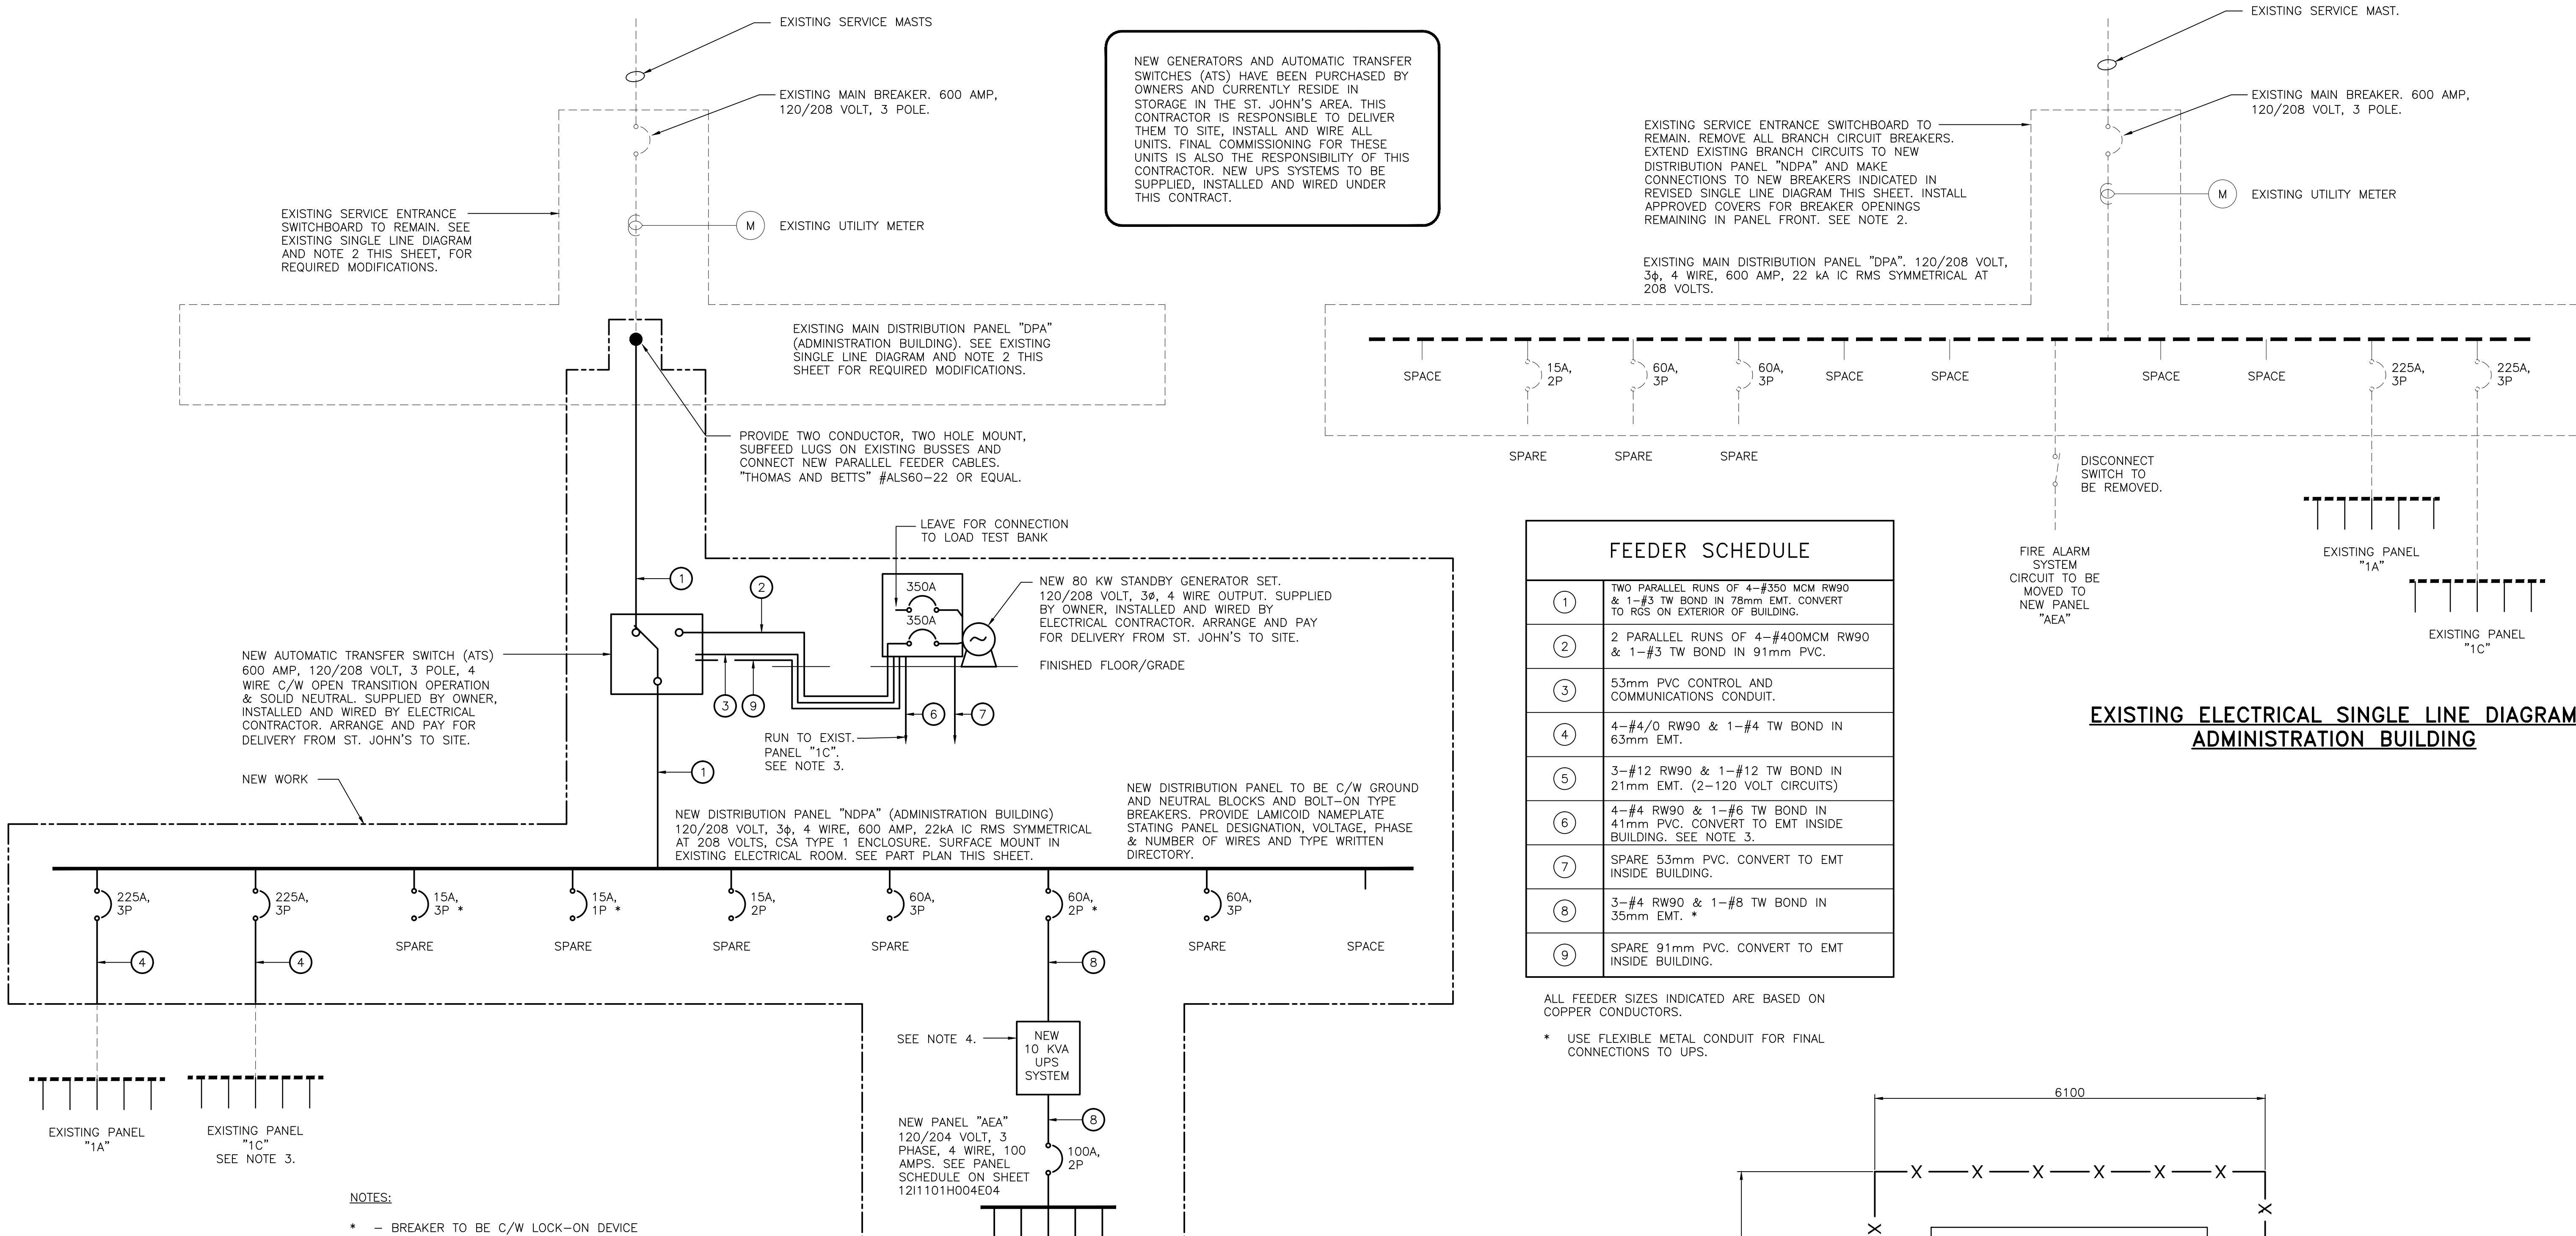 EXISTING SERVICE MASTS
EXISTING MAIN BREAKER. 600 AMP,
120/208 VOLT, 3 POLE.
EXISTING SERVICE ENTRANCE
SWITCHBOARD TO REMAIN. SEE
EXISTING SINGLE LINE DIAGRAM
AND NOTE 2 THIS SHEET, FOR
REQUIRED MODIFICATIONS.
M
EXISTING UTILITY METER
NEW GENERATORS AND AUTOMATIC TRANSFER
SWITCHES (ATS) HAVE BEEN PURCHASED BY
OWNERS AND CURRENTLY RESIDE IN
STORAGE IN THE ST. JOHN'S AREA. THIS
CONTRACTOR IS RESPONSIBLE TO DELIVER
THEM TO SITE, INSTALL AND WIRE ALL
UNITS. FINAL COMMISSIONING FOR THESE
UNITS IS ALSO THE RESPONSIBILITY OF THIS
CONTRACTOR. NEW UPS SYSTEMS TO BE
SUPPLIED, INSTALLED AND WIRED UNDER
THIS CONTRACT.
EXISTING MAIN DISTRIBUTION PANEL "DPA"
(ADMINISTRATION BUILDING). SEE EXISTING
SINGLE LINE DIAGRAM AND NOTE 2 THIS
SHEET FOR REQUIRED MODIFICATIONS.
PROVIDE TWO CONDUCTOR, TWO HOLE MOUNT,
SUBFEED LUGS ON EXISTING BUSSES AND
CONNECT NEW PARALLEL FEEDER CABLES.
"THOMAS AND BETTS" #ALS60-22 OR EQUAL.
LEAVE FOR CONNECTION
TO LOAD TEST BANK
1
2
350A
350A
NEW 80 KW STANDBY GENERATOR SET.
120/208 VOLT, 3ø, 4 WIRE OUTPUT. SUPPLIED
BY OWNER, INSTALLED AND WIRED BY
ELECTRICAL CONTRACTOR. ARRANGE AND PAY
FOR DELIVERY FROM ST. JOHN'S TO SITE.
FINISHED FLOOR/GRADE
NEW AUTOMATIC TRANSFER SWITCH (ATS)
600 AMP, 120/208 VOLT, 3 POLE, 4
WIRE C/W OPEN TRANSITION OPERATION
& SOLID NEUTRAL. SUPPLIED BY OWNER,
INSTALLED AND WIRED BY ELECTRICAL
CONTRACTOR. ARRANGE AND PAY FOR
DELIVERY FROM ST. JOHN'S TO SITE.
3
9
6
7
RUN TO EXIST.
PANEL "1C".
SEE NOTE 3.
1
NEW WORK
NEW DISTRIBUTION PANEL "NDPA" (ADMINISTRATION BUILDING)
120/208 VOLT, 3ϕ, 4 WIRE, 600 AMP, 22kA IC RMS SYMMETRICAL
AT 208 VOLTS, CSA TYPE 1 ENCLOSURE. SURFACE MOUNT IN
EXISTING ELECTRICAL ROOM. SEE PART PLAN THIS SHEET.
NEW DISTRIBUTION PANEL TO BE C/W GROUND
AND NEUTRAL BLOCKS AND BOLT-ON TYPE
BREAKERS. PROVIDE LAMICOID NAMEPLATE
STATING PANEL DESIGNATION, VOLTAGE, PHASE
& NUMBER OF WIRES AND TYPE WRITTEN
DIRECTORY.
225A,
3P
225A,
3P
15A,
3P *
15A,
1P *
15A,
2P
60A,
3P
60A,
2P *
60A,
3P
SPARE
SPARE
SPARE
SPARE
SPARE
SPACE
4
4
8
SEE NOTE 4.
NEW
10 KVA
UPS
SYSTEM
8
EXISTING PANEL
"1A"
EXISTING PANEL
"1C"
SEE NOTE 3.
NEW PANEL "AEA"
120/204 VOLT, 3
PHASE, 4 WIRE, 100
AMPS. SEE PANEL
SCHEDULE ON SHEET
12I1101H004E04
100A,
2P
NOTES:
* - BREAKER TO BE C/W LOCK-ON DEVICE
EXISTING SERVICE MAST.
EXISTING MAIN BREAKER. 600 AMP,
120/208 VOLT, 3 POLE.
EXISTING SERVICE ENTRANCE SWITCHBOARD TO
REMAIN. REMOVE ALL BRANCH CIRCUIT BREAKERS.
EXTEND EXISTING BRANCH CIRCUITS TO NEW
DISTRIBUTION PANEL "NDPA" AND MAKE
CONNECTIONS TO NEW BREAKERS INDICATED IN
REVISED SINGLE LINE DIAGRAM THIS SHEET. INSTALL
APPROVED COVERS FOR BREAKER OPENINGS
REMAINING IN PANEL FRONT. SEE NOTE 2.
M
EXISTING UTILITY METER
EXISTING MAIN DISTRIBUTION PANEL "DPA". 120/208 VOLT,
3ϕ, 4 WIRE, 600 AMP, 22 kA IC RMS SYMMETRICAL AT
208 VOLTS.
SPACE
15A,
2P
60A,
3P
60A,
3P
SPACE
SPACE
SPACE
SPACE
225A,
3P
225A,
3P
SPARE
SPARE
SPARE
DISCONNECT
SWITCH TO
BE REMOVED.
FIRE ALARM
SYSTEM
CIRCUIT TO BE
MOVED TO
NEW PANEL
"AEA"
EXISTING PANEL
"1A"
EXISTING PANEL
"1C"
EXISTING ELECTRICAL SINGLE LINE DIAGRAM
ADMINISTRATION BUILDING
FEEDER SCHEDULE
1
TWO PARALLEL RUNS OF 4-#350 MCM RW90
& 1-#3 TW BOND IN 78mm EMT. CONVERT
TO RGS ON EXTERIOR OF BUILDING.
2
2 PARALLEL RUNS OF 4-#400MCM RW90
& 1-#3 TW BOND IN 91mm PVC.
3
53mm PVC CONTROL AND
COMMUNICATIONS CONDUIT.
4
4-#4/0 RW90 & 1-#4 TW BOND IN
63mm EMT.
5
3-#12 RW90 & 1-#12 TW BOND IN
21mm EMT. (2-120 VOLT CIRCUITS)
6
4-#4 RW90 & 1-#6 TW BOND IN
41mm PVC. CONVERT TO EMT INSIDE
BUILDING. SEE NOTE 3.
7
SPARE 53mm PVC. CONVERT TO EMT
INSIDE BUILDING.
8
3-#4 RW90 & 1-#8 TW BOND IN
35mm EMT. *
9
SPARE 91mm PVC. CONVERT TO EMT
INSIDE BUILDING.
ALL FEEDER SIZES INDICATED ARE BASED ON
COPPER CONDUCTORS.
* USE FLEXIBLE METAL CONDUIT FOR FINAL
CONNECTIONS TO UPS.
6100
X X X X X X
X
X